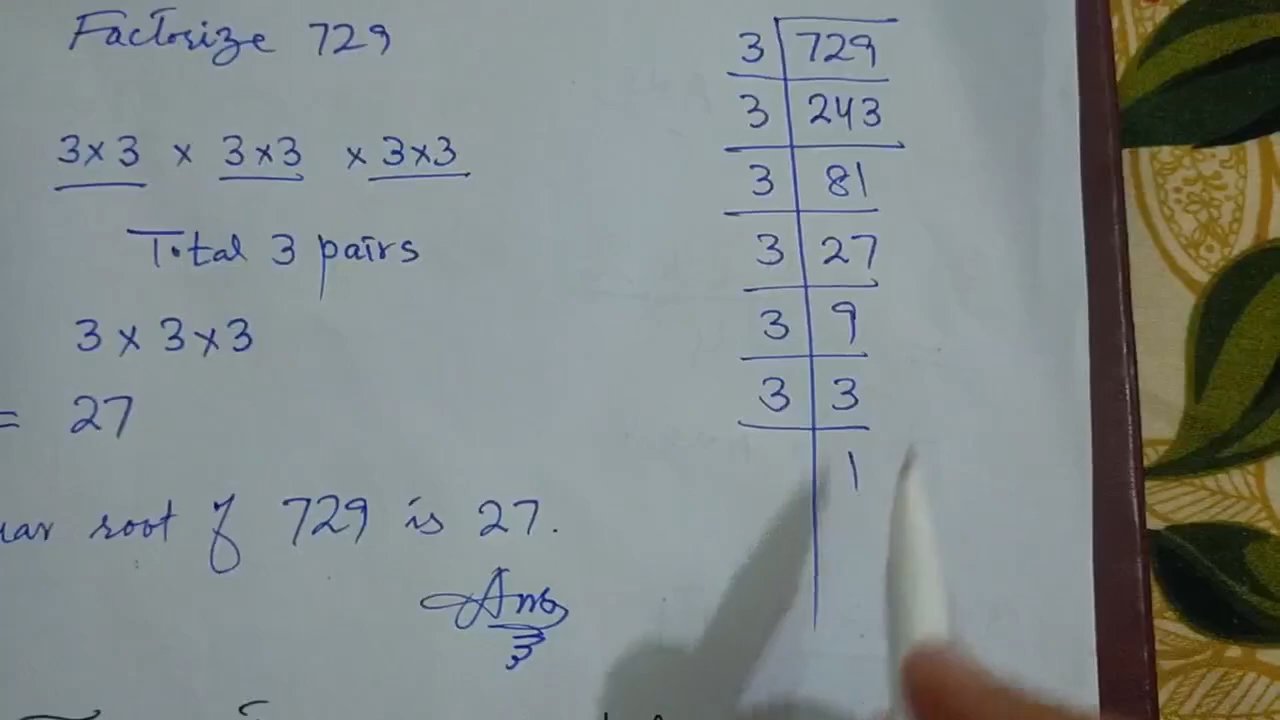 Factorize 729
3×3 × 3×3 × 3×3
Total 3 pairs
3 × 3 × 3
= 27
root of 729 is 27.
Ans
3 729
3 243
3 81
3 27
3 9
3 3
1